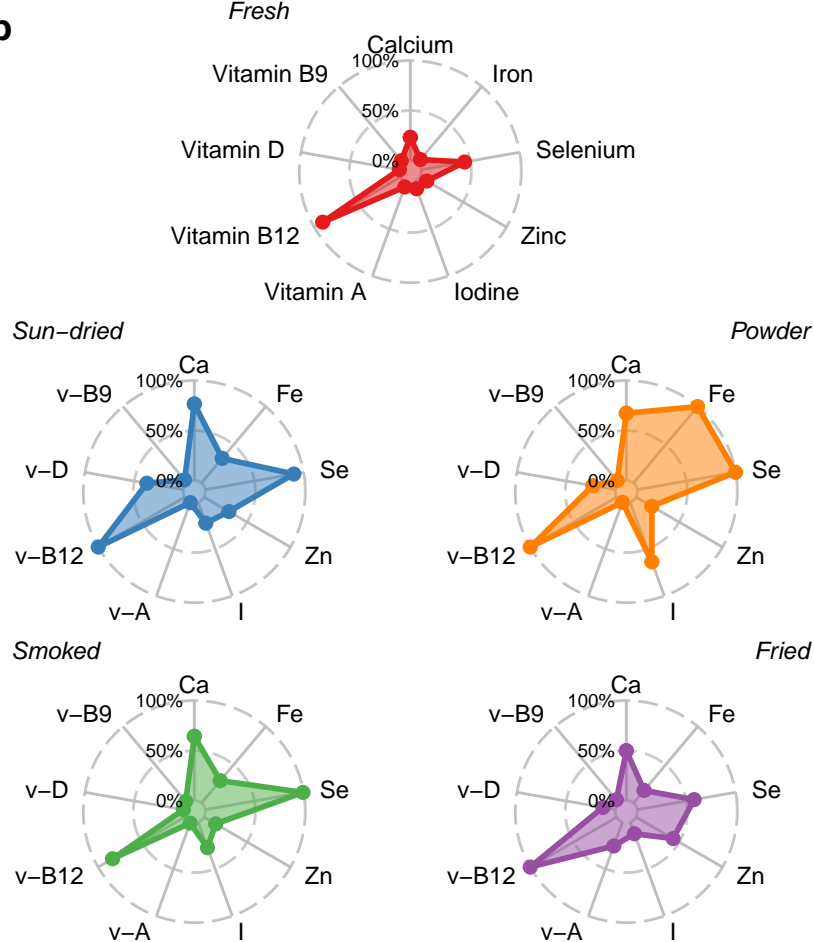 b
Fresh
Calcium
100%
Vitamin B9
Iron
50%
Vitamin D
Selenium
0%
Vitamin B12
Zinc
Vitamin A
Iodine
Sun−dried
Powder
Ca
100%
v−B9
Fe
50%
v−D
Se
0%
v−B12
Zn
v−A
I
Ca
100%
v−B9
Fe
50%
v−D
Se
0%
v−B12
Zn
v−A
I
Smoked
Fried
Ca
100%
v−B9
Fe
50%
v−D
Se
0%
v−B12
Zn
v−A
I
Ca
100%
v−B9
Fe
50%
v−D
Se
0%
v−B12
Zn
v−A
I